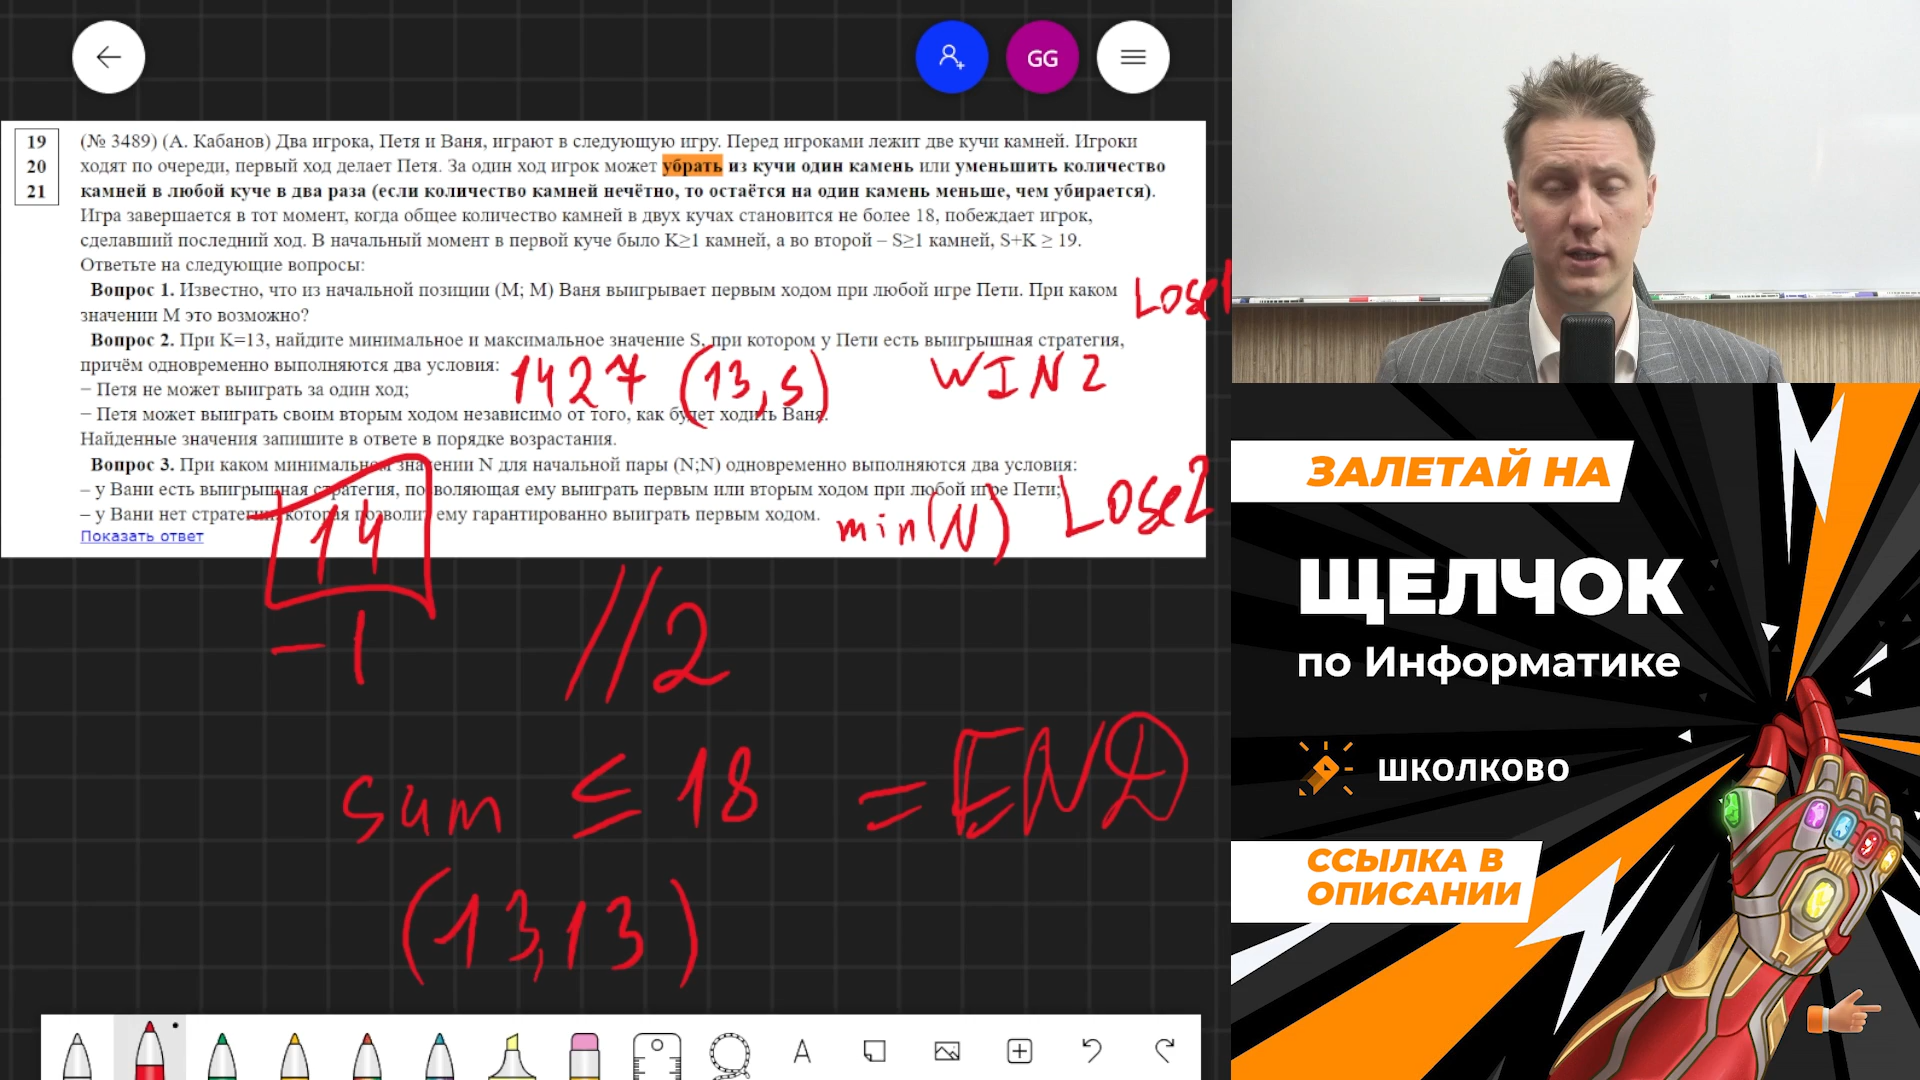 GG
19
20
21
(№ 3489) (А. Кабанов) Два игрока, Петя и Ваня, играют в следующую игру. Перед игроками лежит две кучи камней. Игроки
ходят по очереди, первый ход делает Петя. За один ход игрок может убрать из кучи один камень или уменьшить количество
камней в любой куче в два раза (если количество камней нечётно, то остаётся на один камень меньше, чем убирается).
Игра завершается в тот момент, когда общее количество камней в двух кучах становится не более 18, побеждает игрок,
сделавший последний ход. В начальный момент в первой куче было K≥1 камней, а во второй – S≥1 камней, S+K ≥ 19.
Ответьте на следующие вопросы:
Вопрос 1. Известно, что из начальной позиции (M; M) Ваня выигрывает первым ходом при любой игре Пети. При каком
значении M это возможно?
Lose1
Вопрос 2. При K=13, найдите минимальное и максимальное значение S, при котором у Пети есть выигрышная стратегия,
причём одновременно выполняются два условия:
1427 (13, S) WIN2
− Петя не может выиграть за один ход;
− Петя может выиграть своим вторым ходом независимо от того, как будет ходить Ваня.
Найденные значения запишите в ответе в порядке возрастания.
Вопрос 3. При каком минимальном значении N для начальной пары (N;N) одновременно выполняются два условия:
– у Вани есть выигрышная стратегия, позволяющая ему выиграть первым или вторым ходом при любой игре Пети;
– у Вани нет стратегии, которая позволит ему гарантированно выиграть первым ходом.
min(N) Lose2
Показать ответ
14
-1 //2
sum ≤ 18 = END
(13,13)
A
ЗАЛЕТАЙ НА
ЩЕЛЧОК
по Информатике
ШКОЛКОВО
ССЫЛКА В
ОПИСАНИИ